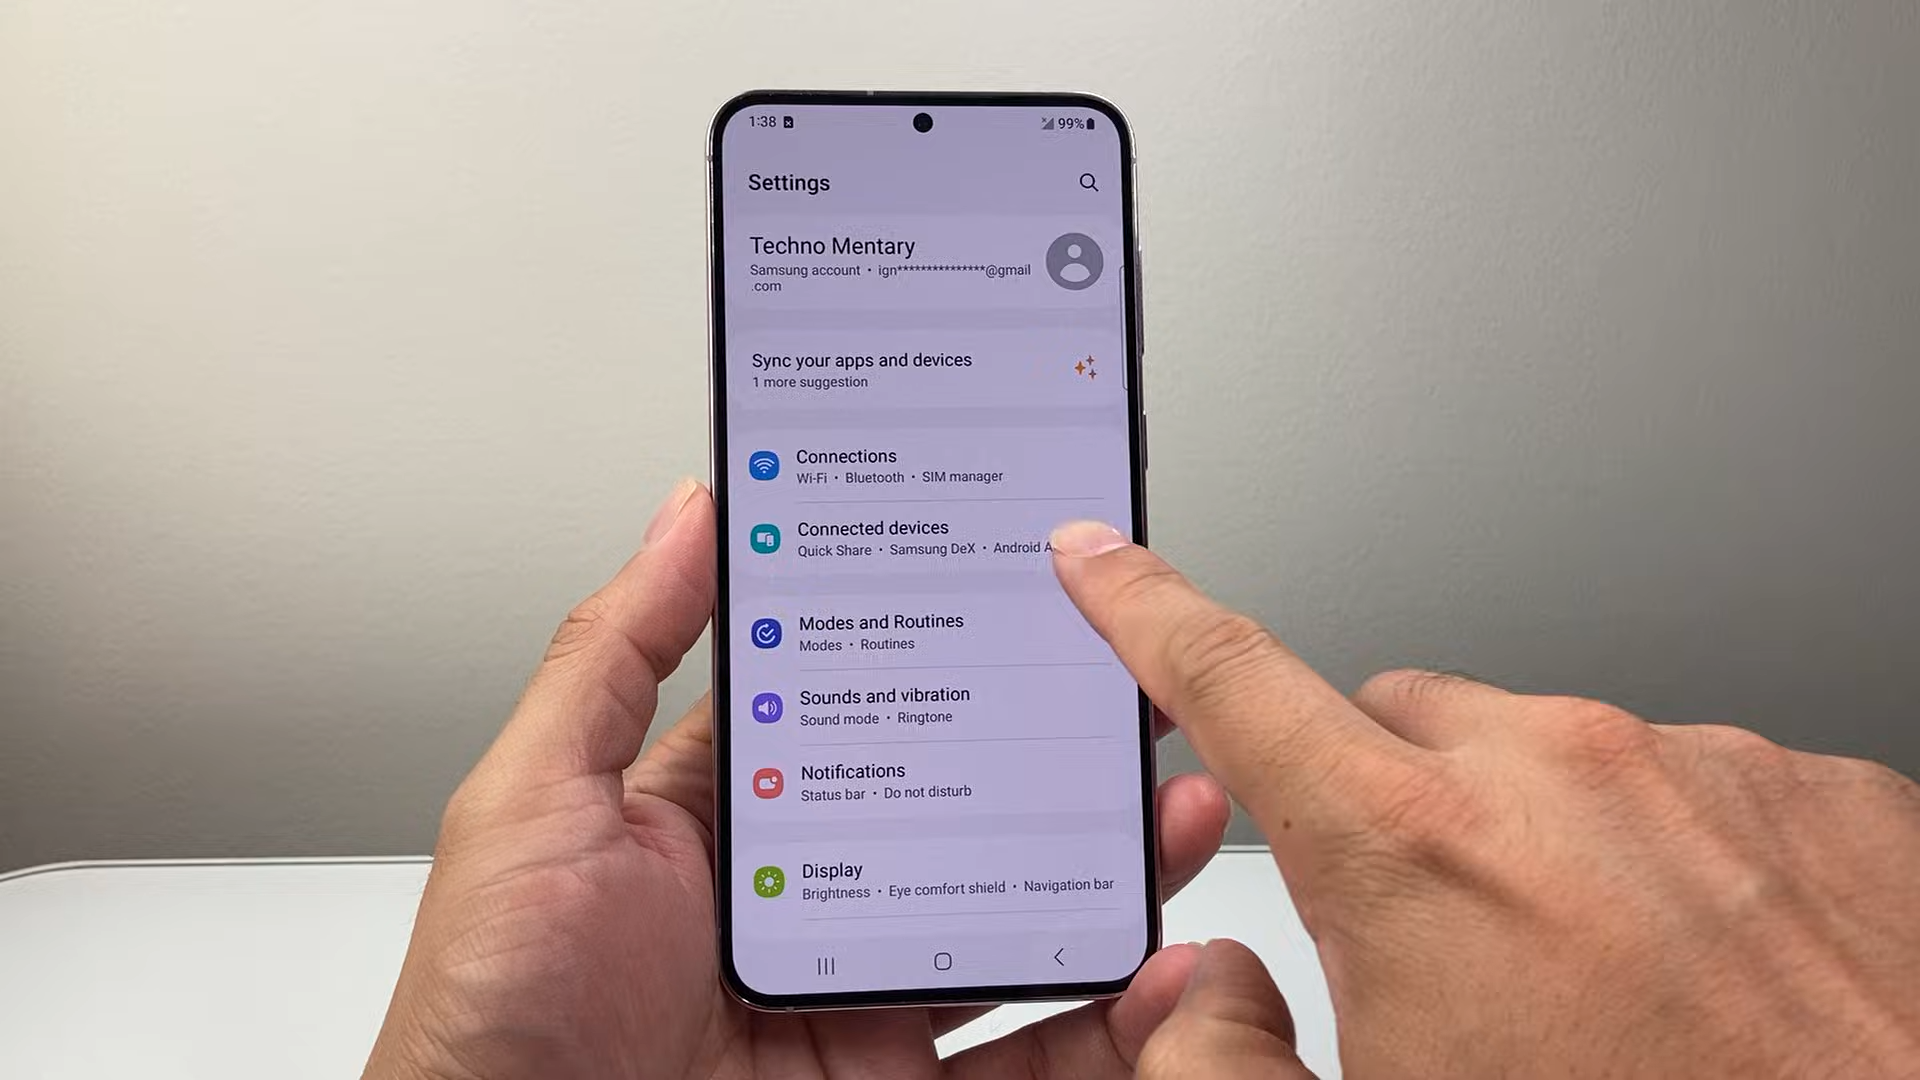 1:38
99%
Settings
Techno Mentary
Samsung account • ign***************@gmail
.com
Sync your apps and devices
1 more suggestion
Connections
Wi-Fi • Bluetooth • SIM manager
Connected devices
Quick Share • Samsung DeX • Android A
Modes and Routines
Modes • Routines
Sounds and vibration
Sound mode • Ringtone
Notifications
Status bar • Do not disturb
Display
Brightness • Eye comfort shield • Navigation bar